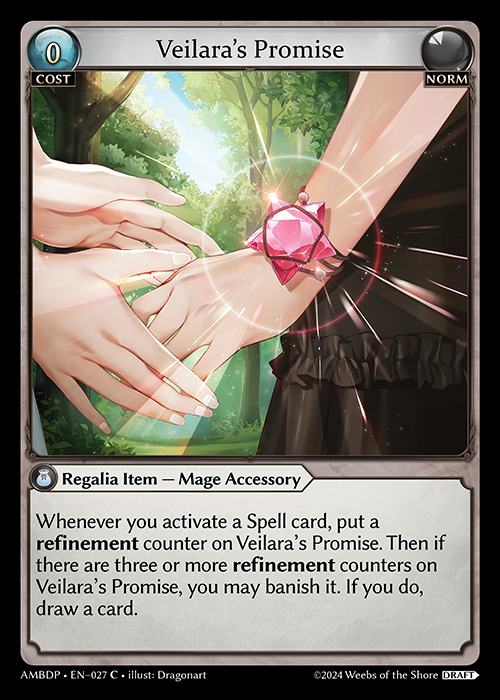 0
Veilara’s Promise
COST
NORM
Regalia Item — Mage Accessory
Whenever you activate a Spell card, put a
refinement counter on Veilara’s Promise. Then if
there are three or more refinement counters on
Veilara’s Promise, you may banish it. If you do,
draw a card.
AMBDP • EN–027 C • illust: Dragonart
©2024 Weebs of the Shore DRAFT